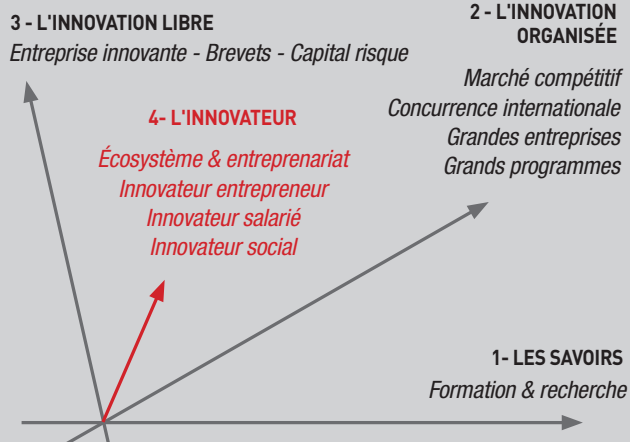 3 - L'INNOVATION LIBRE
Entreprise innovante - Brevets - Capital risque
2 - L'INNOVATION
ORGANISÉE
Marché compétitif
Concurrence internationale
Grandes entreprises
Grands programmes
4- L'INNOVATEUR
Écosystème & entreprenariat
Innovateur entrepreneur
Innovateur salarié
Innovateur social
1- LES SAVOIRS
Formation & recherche